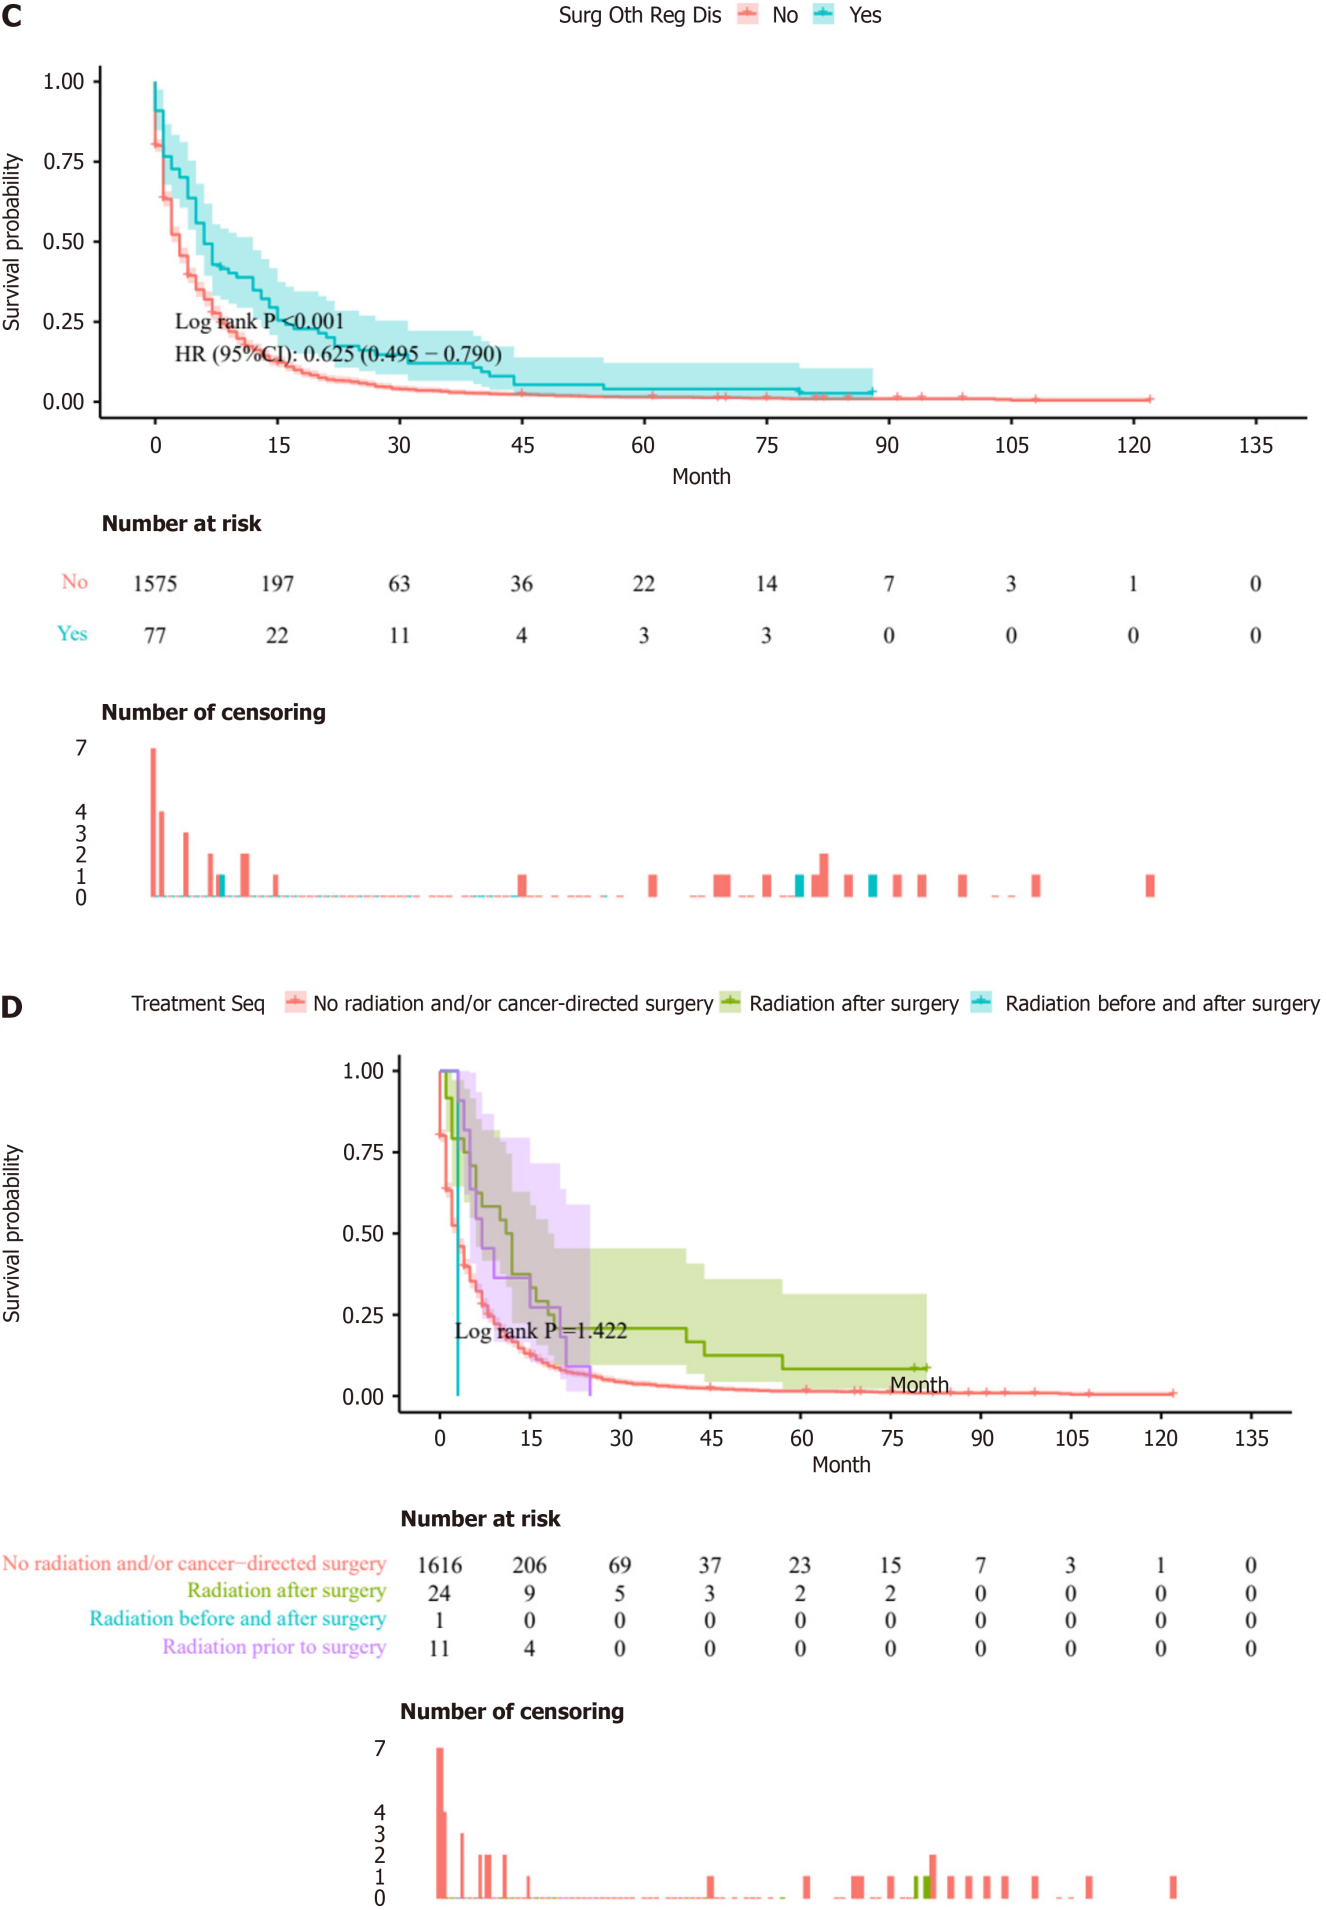 C
Surg Oth Reg Dis No Yes
1.00
0.75
0.50
0.25
0.00
Survival probability
Log rank P <0.001
HR (95%CI): 0.625 (0.495 − 0.790)
0 15 30 45 60 75 90 105 120 135
Month
Number at risk
No 1575 197 63 36 22 14 7 3 1 0
Yes 77 22 11 4 3 3 0 0 0 0
Number of censoring
7
4
3
2
1
0
D
Treatment Seq No radiation and/or cancer-directed surgery Radiation after surgery Radiation before and after surgery
1.00
0.75
0.50
0.25
0.00
Survival probability
Log rank P =1.422
Month
0 15 30 45 60 75 90 105 120 135
Month
Number at risk
No radiation and/or cancer−directed surgery 1616 206 69 37 23 15 7 3 1 0
Radiation after surgery 24 9 5 3 2 2 0 0 0 0
Radiation before and after surgery 1 0 0 0 0 0 0 0 0 0
Radiation prior to surgery 11 4 0 0 0 0 0 0 0 0
Number of censoring
7
4
3
2
1
0